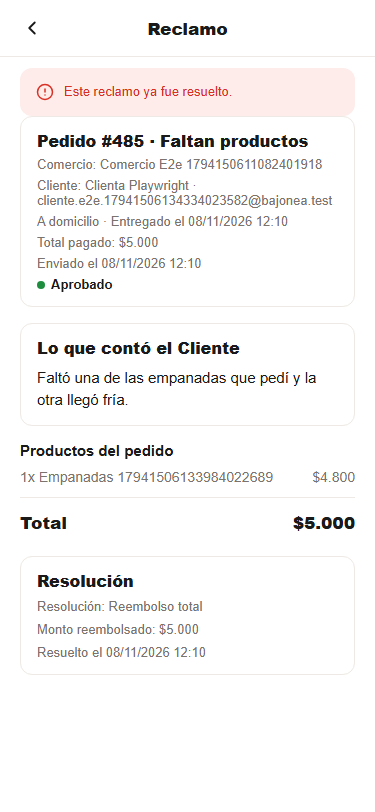 Reclamo
Este reclamo ya fue resuelto.
Pedido #485 · Faltan productos
Comercio: Comercio E2e 1794150611082401918
Cliente: Clienta Playwright ·
cliente.e2e.17941506134334023582@bajonea.test
A domicilio · Entregado el 08/11/2026 12:10
Total pagado: $5.000
Enviado el 08/11/2026 12:10
Aprobado
Lo que contó el Cliente
Faltó una de las empanadas que pedí y la
otra llegó fría.
Productos del pedido
1x Empanadas 17941506133984022689 $4.800
Total $5.000
Resolución
Resolución: Reembolso total
Monto reembolsado: $5.000
Resuelto el 08/11/2026 12:10